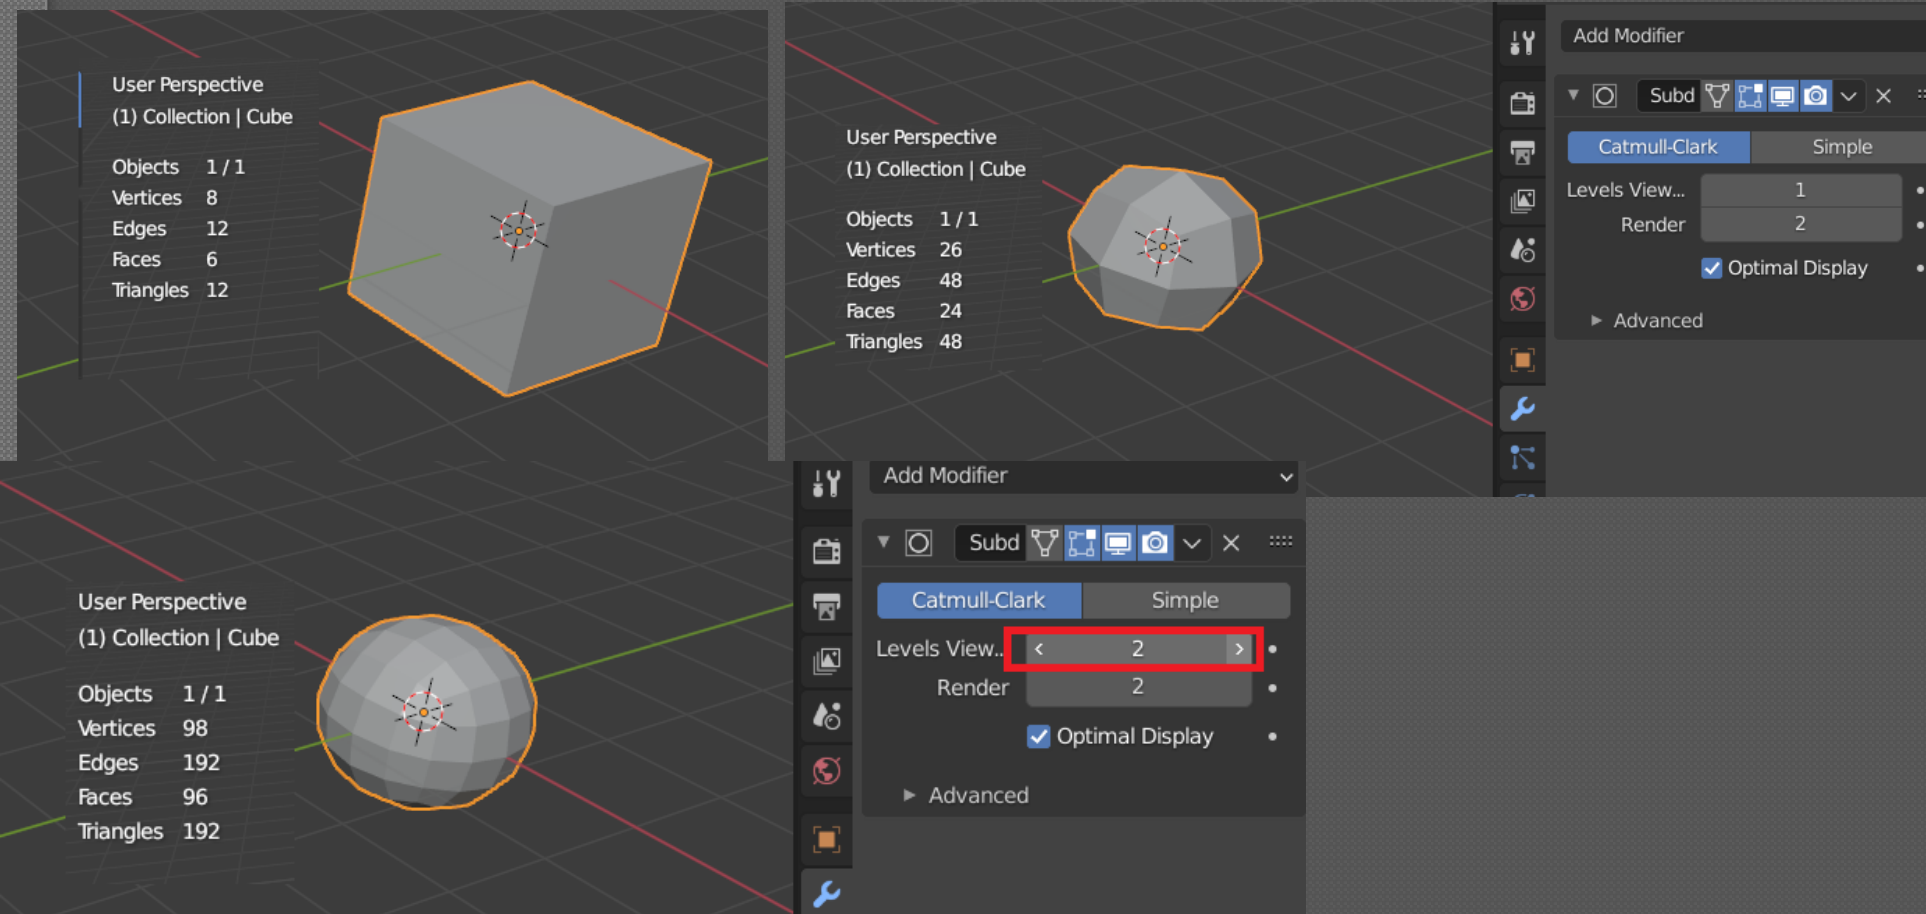 User Perspective
(1) Collection | Cube
Objects 1 / 1
Vertices 8
Edges 12
Faces 6
Triangles 12
User Perspective
(1) Collection | Cube
Objects 1 / 1
Vertices 26
Edges 48
Faces 24
Triangles 48
Add Modifier
Subd
Catmull-Clark Simple
Levels View... 1
Render 2
Optimal Display
Advanced
User Perspective
(1) Collection | Cube
Objects 1 / 1
Vertices 98
Edges 192
Faces 96
Triangles 192
Add Modifier
Subd
Catmull-Clark Simple
Levels View.. 2
Render 2
Optimal Display
Advanced